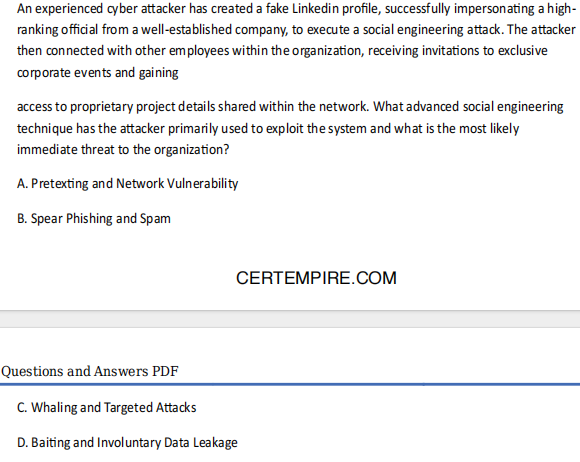 An experienced cyber attacker has created a fake Linkedin profile, successfully impersonating a high-
ranking official from a well-established company, to execute a social engineering attack. The attacker
then connected with other employees within the organization, receiving invitations to exclusive
corporate events and gaining
access to proprietary project details shared within the network. What advanced social engineering
technique has the attacker primarily used to exploit the system and what is the most likely
immediate threat to the organization?
A. Pretexting and Network Vulnerability
B. Spear Phishing and Spam
CERTEMPIRE.COM
Questions and Answers PDF
C. Whaling and Targeted Attacks
D. Baiting and Involuntary Data Leakage